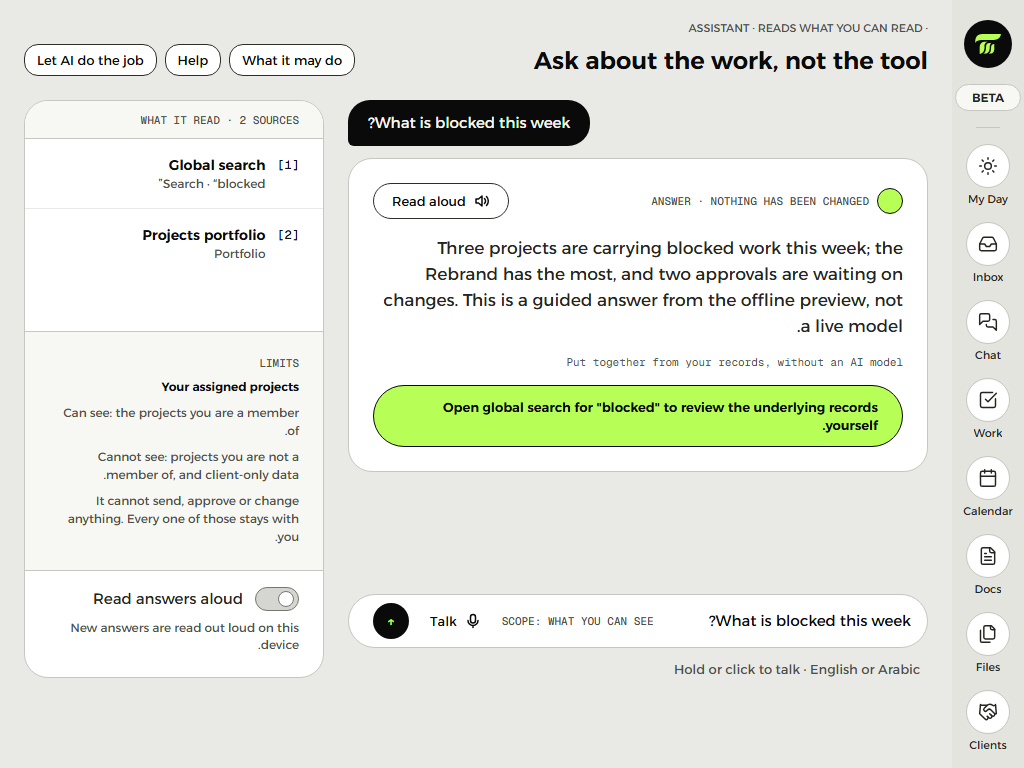 ASSISTANT · READS WHAT YOU CAN READ ·
Ask about the work, not the tool
What it may do
Help
Let AI do the job
BETA
My Day
Inbox
Chat
Work
Calendar
Docs
Files
Clients
?What is blocked this week
ANSWER · NOTHING HAS BEEN CHANGED
Read aloud
Three projects are carrying blocked work this week; the
Rebrand has the most, and two approvals are waiting on
changes. This is a guided answer from the offline preview, not
.a live model
Put together from your records, without an AI model
Open global search for "blocked" to review the underlying records
.yourself
?What is blocked this week
SCOPE: WHAT YOU CAN SEE
Talk
Hold or click to talk · English or Arabic
WHAT IT READ · 2 SOURCES
[1] Global search
"Search · "blocked
[2] Projects portfolio
Portfolio
LIMITS
Your assigned projects
Can see: the projects you are a member
.of
Cannot see: projects you are not a
.member of, and client-only data
It cannot send, approve or change
anything. Every one of those stays with
.you
Read answers aloud
New answers are read out loud on this
.device